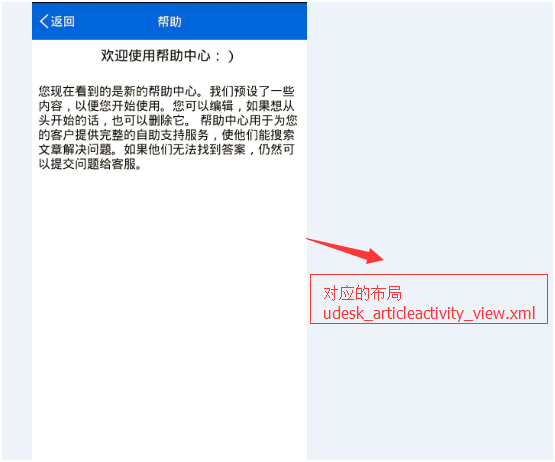 返回
帮助
欢迎使用帮助中心：）
您现在看到的是新的帮助中心。我们预设了一些
内容，以便您开始使用。您可以编辑，如果想从
头开始的话，也可以删除它。 帮助中心用于为您
的客户提供完整的自助支持服务，使他们能搜索
文章解决问题。如果他们无法找到答案，仍然可
以提交问题给客服。
对应的布局
udesk_articleactivity_view.xml